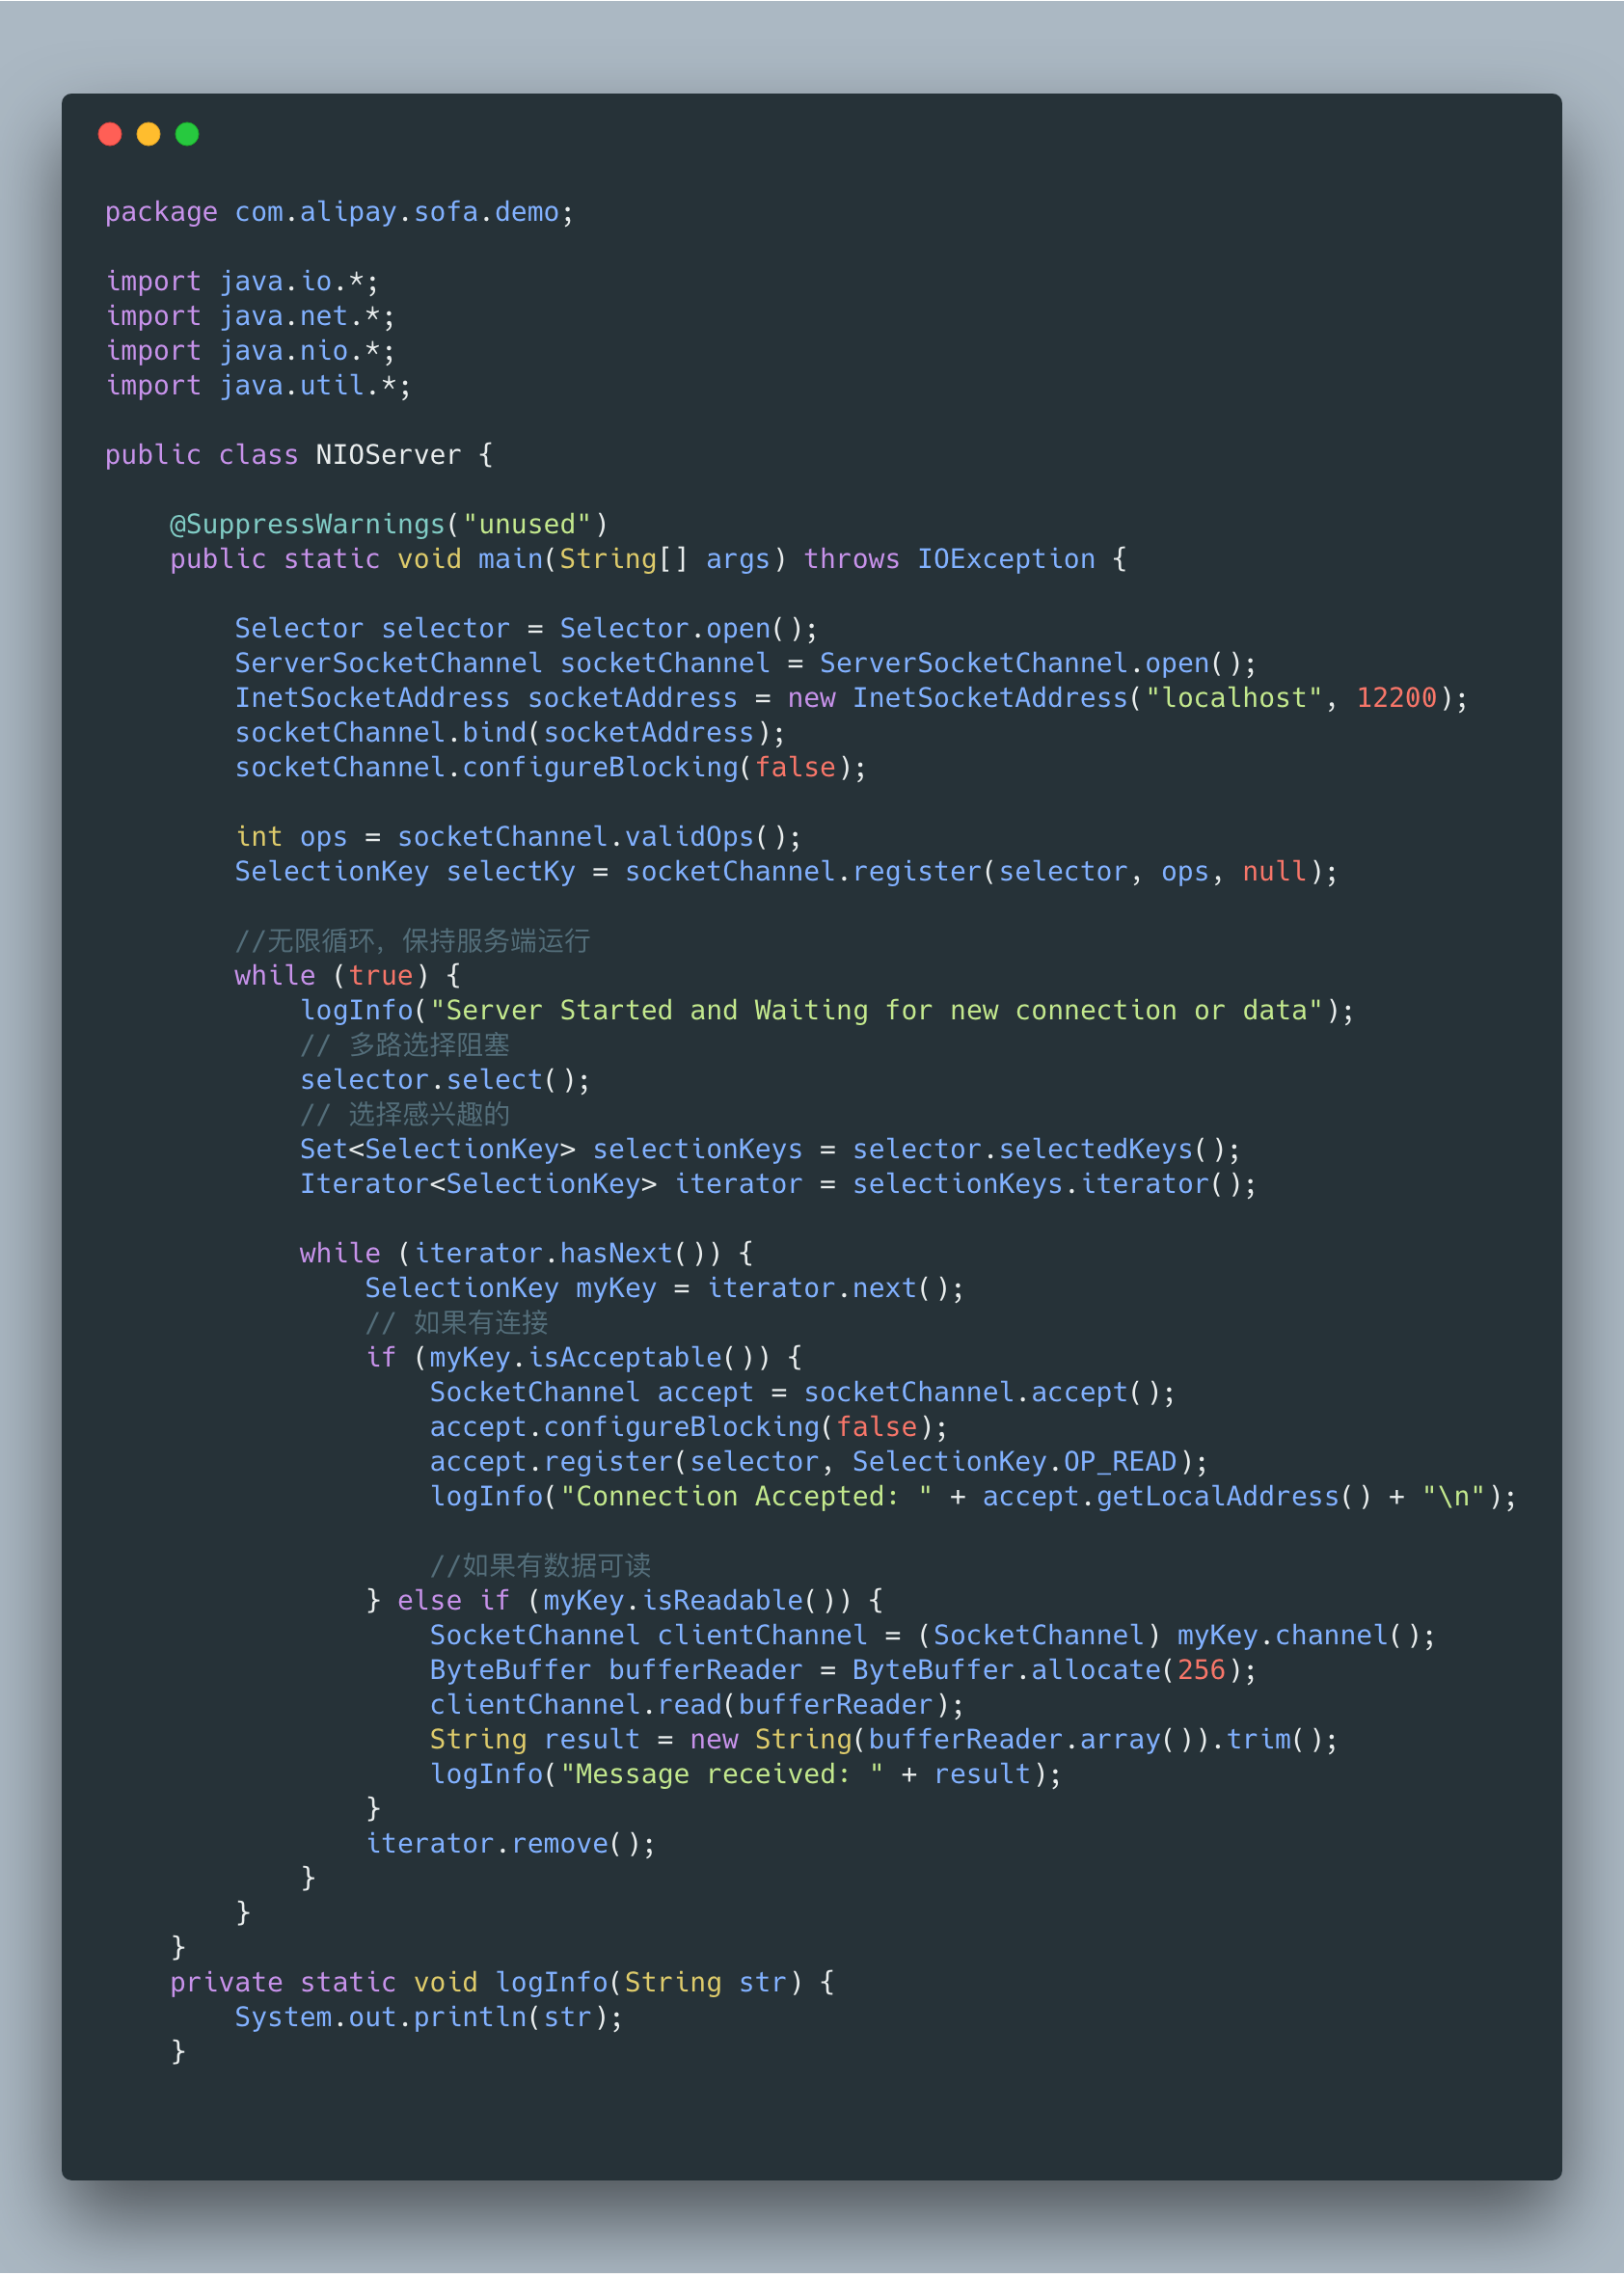 package com.alipay.sofa.demo;

import java.io.*;
import java.net.*;
import java.nio.*;
import java.util.*;

public class NIOServer {

    @SuppressWarnings("unused")
    public static void main(String[] args) throws IOException {

        Selector selector = Selector.open();
        ServerSocketChannel socketChannel = ServerSocketChannel.open();
        InetSocketAddress socketAddress = new InetSocketAddress("localhost", 12200);
        socketChannel.bind(socketAddress);
        socketChannel.configureBlocking(false);

        int ops = socketChannel.validOps();
        SelectionKey selectKy = socketChannel.register(selector, ops, null);

        //无限循环，保持服务端运行
        while (true) {
            logInfo("Server Started and Waiting for new connection or data");
            // 多路选择阻塞
            selector.select();
            // 选择感兴趣的
            Set<SelectionKey> selectionKeys = selector.selectedKeys();
            Iterator<SelectionKey> iterator = selectionKeys.iterator();

            while (iterator.hasNext()) {
                SelectionKey myKey = iterator.next();
                // 如果有连接
                if (myKey.isAcceptable()) {
                    SocketChannel accept = socketChannel.accept();
                    accept.configureBlocking(false);
                    accept.register(selector, SelectionKey.OP_READ);
                    logInfo("Connection Accepted: " + accept.getLocalAddress() + "\n");

                    //如果有数据可读
                } else if (myKey.isReadable()) {
                    SocketChannel clientChannel = (SocketChannel) myKey.channel();
                    ByteBuffer bufferReader = ByteBuffer.allocate(256);
                    clientChannel.read(bufferReader);
                    String result = new String(bufferReader.array()).trim();
                    logInfo("Message received: " + result);
                }
                iterator.remove();
            }
        }
    }
    private static void logInfo(String str) {
        System.out.println(str);
    }